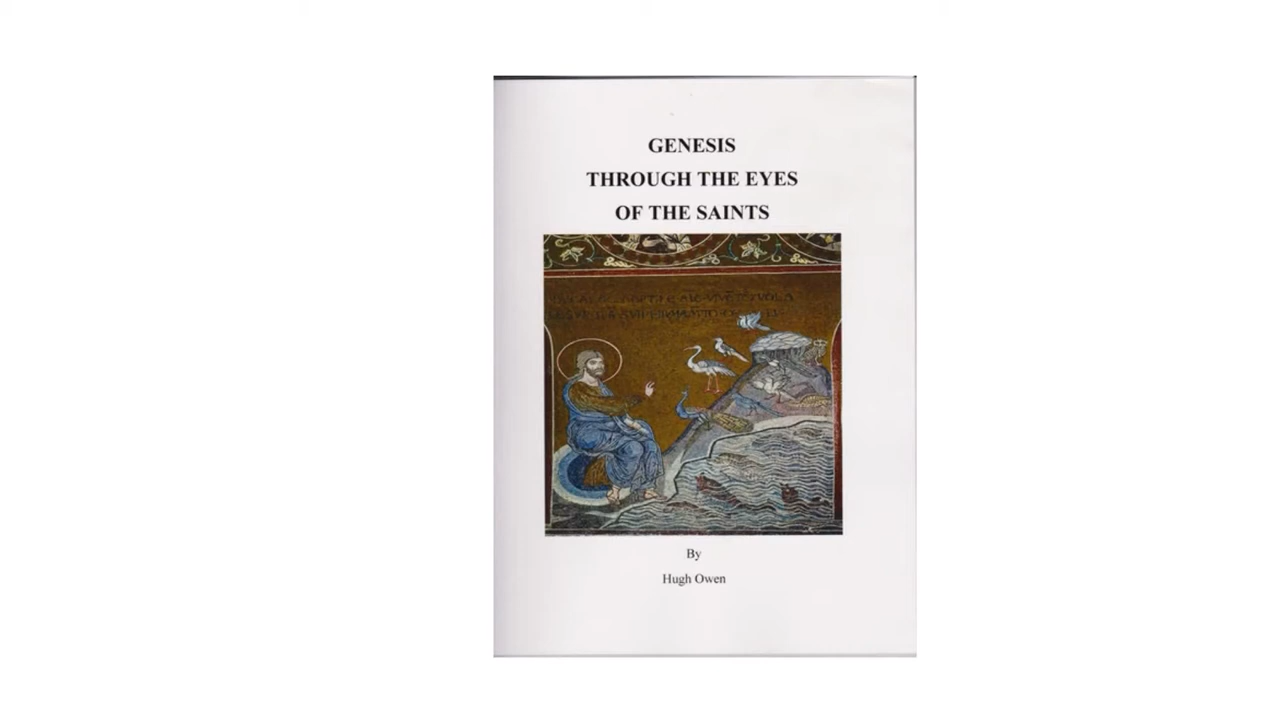 GENESIS
THROUGH THE EYES
OF THE SAINTS
By
Hugh Owen